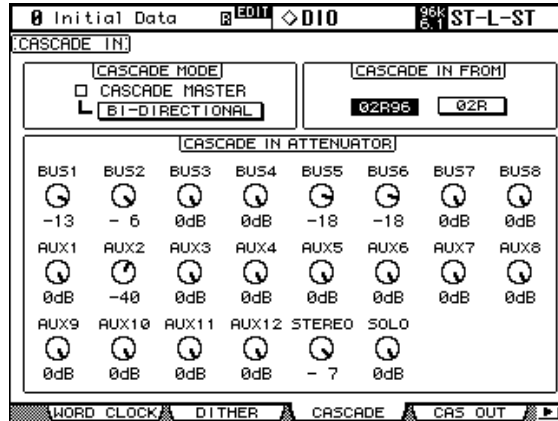 0 Initial Data R EDIT ◇DIO 96K 6.1 ST-L-ST
CASCADE IN
CASCADE MODE CASCADE IN FROM
CASCADE MASTER
BI-DIRECTIONAL 02R96 02R
CASCADE IN ATTENUATOR
BUS1 BUS2 BUS3 BUS4 BUS5 BUS6 BUS7 BUS8
-13 - 6 0dB 0dB -18 -18 0dB 0dB
AUX1 AUX2 AUX3 AUX4 AUX5 AUX6 AUX7 AUX8
0dB -40 0dB 0dB 0dB 0dB 0dB 0dB
AUX9 AUX10 AUX11 AUX12 STEREO SOLO
0dB 0dB 0dB 0dB - 7 0dB
WORD CLOCK DITHER CASCADE CAS OUT